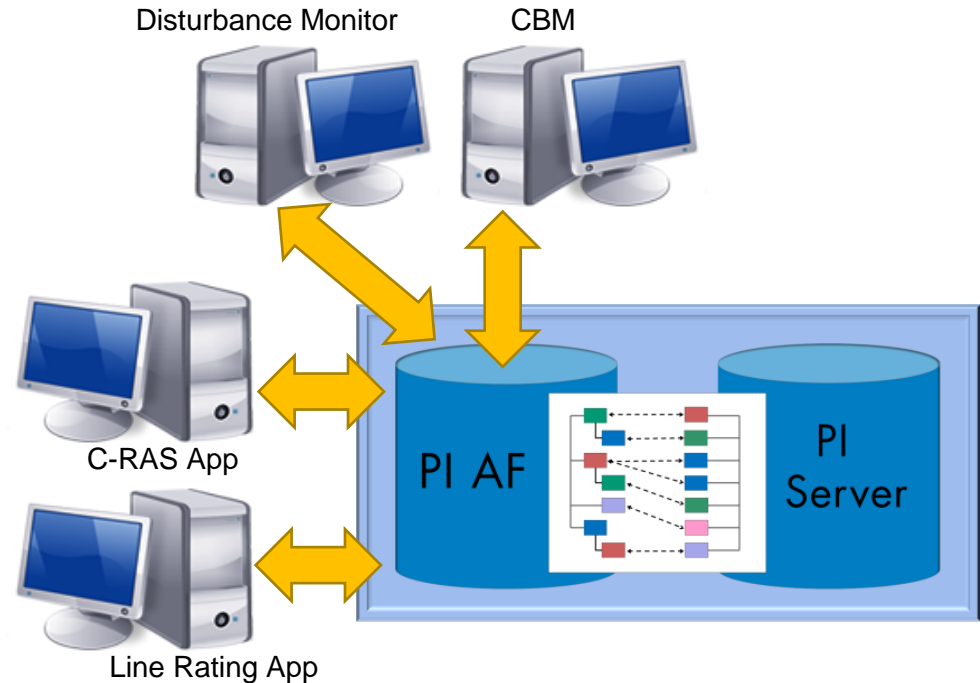 Disturbance Monitor
CBM
C-RAS App
PI AF
PI
Server
Line Rating App